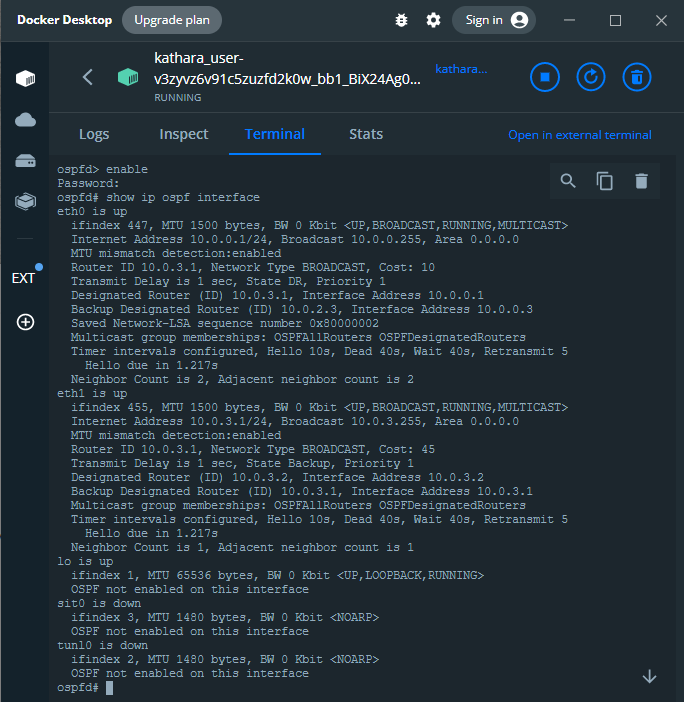 Docker Desktop Upgrade plan Sign in
kathara_user-
v3zyvz6v91c5zuzfd2k0w_bb1_BiX24Ag0... kathara...
RUNNING
Logs Inspect Terminal Stats Open in external terminal
EXT
ospfd> enable
Password:
ospfd# show ip ospf interface
eth0 is up
  ifindex 447, MTU 1500 bytes, BW 0 Kbit <UP,BROADCAST,RUNNING,MULTICAST>
  Internet Address 10.0.0.1/24, Broadcast 10.0.0.255, Area 0.0.0.0
  MTU mismatch detection:enabled
  Router ID 10.0.3.1, Network Type BROADCAST, Cost: 10
  Transmit Delay is 1 sec, State DR, Priority 1
  Designated Router (ID) 10.0.3.1, Interface Address 10.0.0.1
  Backup Designated Router (ID) 10.0.2.3, Interface Address 10.0.0.3
  Saved Network-LSA sequence number 0x80000002
  Multicast group memberships: OSPFAllRouters OSPFDesignatedRouters
  Timer intervals configured, Hello 10s, Dead 40s, Wait 40s, Retransmit 5
    Hello due in 1.217s
  Neighbor Count is 2, Adjacent neighbor count is 2
eth1 is up
  ifindex 455, MTU 1500 bytes, BW 0 Kbit <UP,BROADCAST,RUNNING,MULTICAST>
  Internet Address 10.0.3.1/24, Broadcast 10.0.3.255, Area 0.0.0.0
  MTU mismatch detection:enabled
  Router ID 10.0.3.1, Network Type BROADCAST, Cost: 45
  Transmit Delay is 1 sec, State Backup, Priority 1
  Designated Router (ID) 10.0.3.2, Interface Address 10.0.3.2
  Backup Designated Router (ID) 10.0.3.1, Interface Address 10.0.3.1
  Multicast group memberships: OSPFAllRouters OSPFDesignatedRouters
  Timer intervals configured, Hello 10s, Dead 40s, Wait 40s, Retransmit 5
    Hello due in 1.217s
  Neighbor Count is 1, Adjacent neighbor count is 1
lo is up
  ifindex 1, MTU 65536 bytes, BW 0 Kbit <UP,LOOPBACK,RUNNING>
  OSPF not enabled on this interface
sit0 is down
  ifindex 3, MTU 1480 bytes, BW 0 Kbit <NOARP>
  OSPF not enabled on this interface
tunl0 is down
  ifindex 2, MTU 1480 bytes, BW 0 Kbit <NOARP>
  OSPF not enabled on this interface
ospfd#